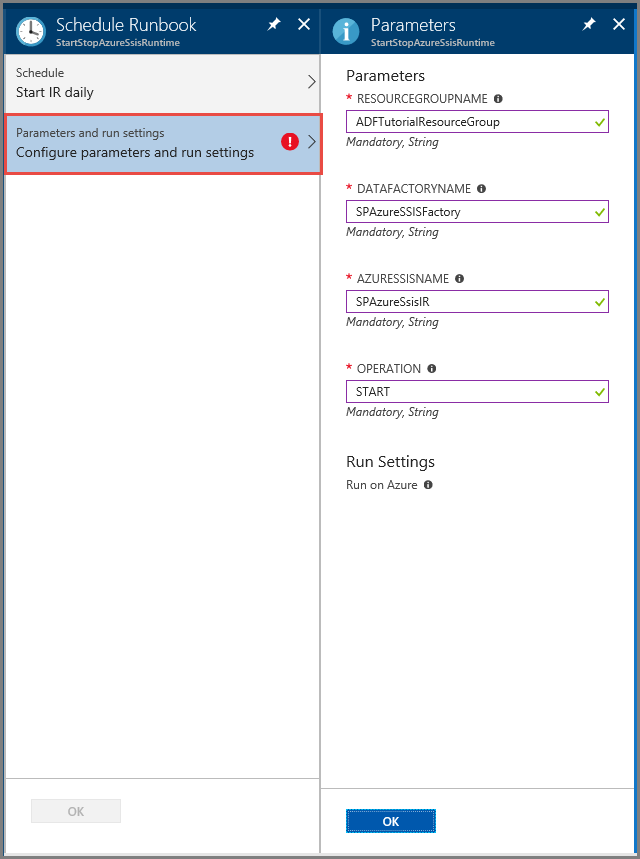 Schedule Runbook
StartStopAzureSsisRuntime
Schedule
Start IR daily
Parameters and run settings
Configure parameters and run settings
OK
Parameters
StartStopAzureSsisRuntime
Parameters
* RESOURCEGROUPNAME
ADFTutorialResourceGroup
Mandatory, String
* DATAFACTORYNAME
SPAzureSSISFactory
Mandatory, String
* AZURESSISNAME
SPAzureSsisIR
Mandatory, String
* OPERATION
START
Mandatory, String
Run Settings
Run on Azure
OK